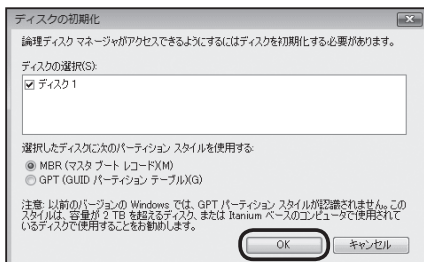 ディスクの初期化
論理ディスク マネージャがアクセスできるようにするにはディスクを初期化する必要があります。
ディスクの選択(S):
ディスク 1
選択したディスクに次のパーティション スタイルを使用する:
MBR (マスタ ブート レコード)(M)
GPT (GUID パーティション テーブル)(G)
注意: 以前のバージョンの Windows では、GPT パーティション スタイルが認識されません。この
スタイルは、容量が 2 TB を超えるディスク、または Itanium ベースのコンピュータで使用されて
いるディスクで使用することをお勧めします。
OK
キャンセル